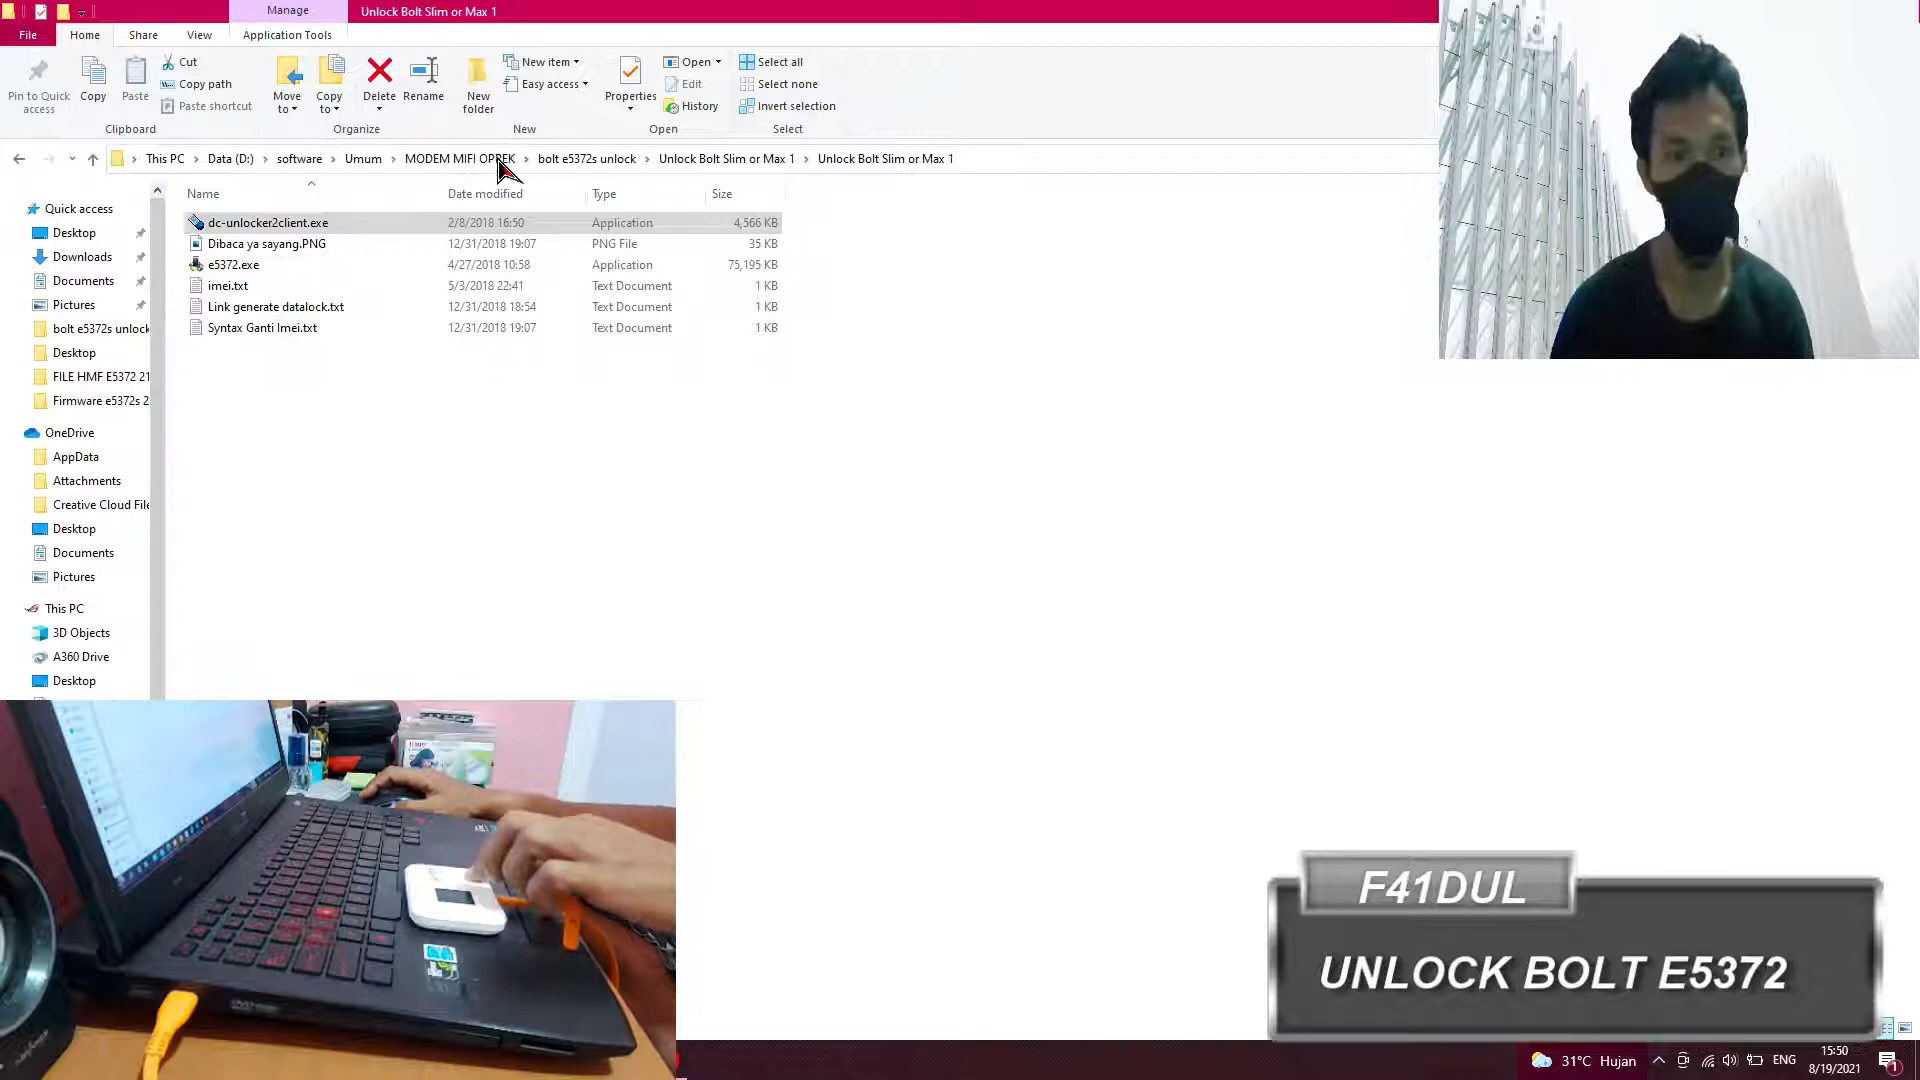 Manage
Unlock Bolt Slim or Max 1
File
Home
Share
View
Application Tools
Pin to Quick access
Copy
Paste
Cut
Copy path
Paste shortcut
Clipboard
Move to
Copy to
Delete
Rename
Organize
New folder
New item
Easy access
New
Properties
Open
Edit
History
Open
Select all
Select none
Invert selection
Select
This PC
Data (D:)
software
Umum
MODEM MIFI OPREK
bolt e5372s unlock
Unlock Bolt Slim or Max 1
Unlock Bolt Slim or Max 1
Name
Date modified
Type
Size
dc-unlocker2client.exe 2/8/2018 16:50 Application 4,566 KB
Dibaca ya sayang.PNG 12/31/2018 19:07 PNG File 35 KB
e5372.exe 4/27/2018 10:58 Application 75,195 KB
imei.txt 5/3/2018 22:41 Text Document 1 KB
Link generate datalock.txt 12/31/2018 18:54 Text Document 1 KB
Syntax Ganti Imei.txt 12/31/2018 19:07 Text Document 1 KB
Quick access
Desktop
Downloads
Documents
Pictures
bolt e5372s unlock
Desktop
FILE HMF E5372 21
Firmware e5372s 2
OneDrive
AppData
Attachments
Creative Cloud File
Desktop
Documents
Pictures
This PC
3D Objects
A360 Drive
Desktop
F41DUL
UNLOCK BOLT E5372
31°C Hujan
ENG
15:50
8/19/2021
1